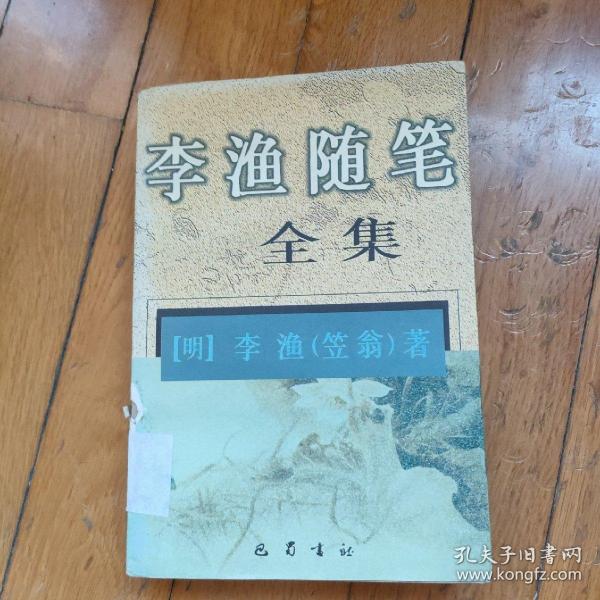 李渔随笔
全集
[明] 李渔(笠翁)著
巴蜀书社
孔夫子旧书网
www.kongfz.com